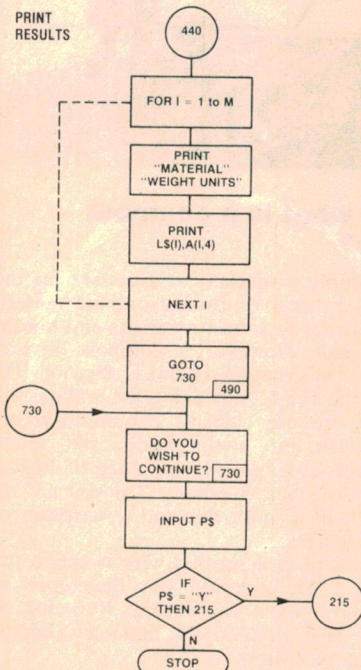 PRINT
RESULTS
440
FOR I = 1 to M
PRINT
"MATERIAL"
"WEIGHT UNITS"
PRINT
L$(I),A(I,4)
NEXT I
GOTO
730
490
730
DO YOU
WISH TO
CONTINUE?
730
INPUT P$
IF
P$ = "Y"
THEN 215
Y
215
N
STOP